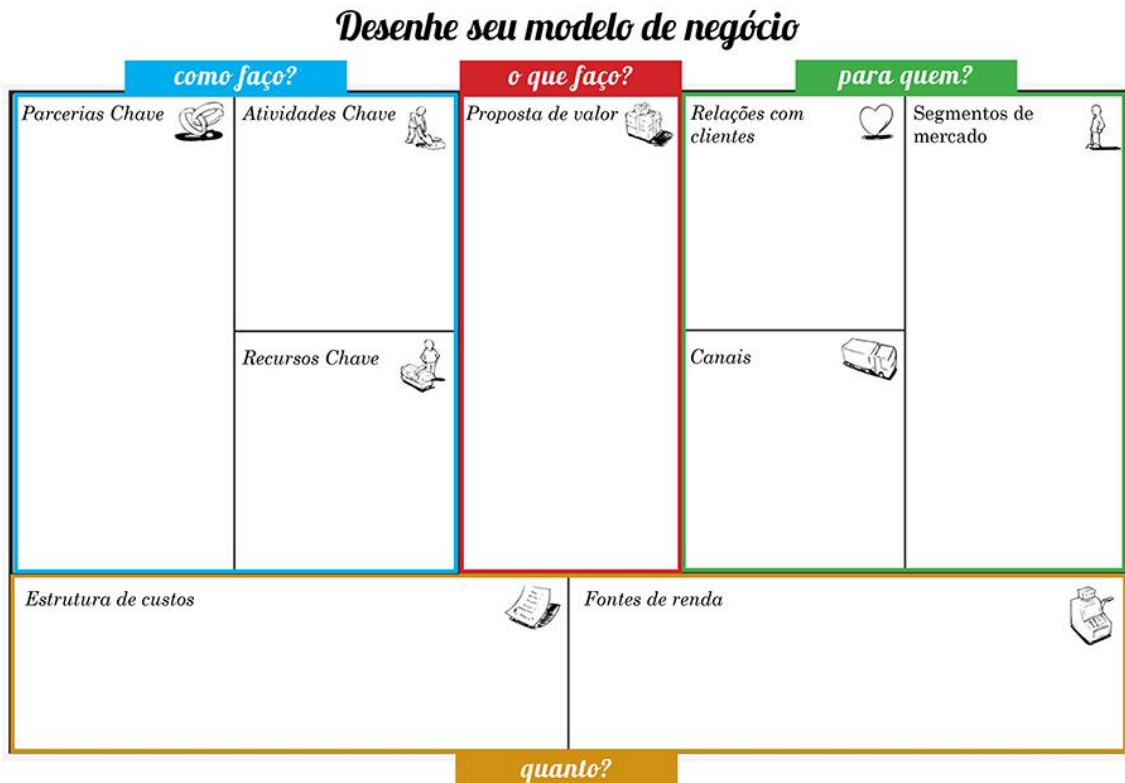 Desenhe seu modelo de negócio
como faço?
o que faço?
para quem?
Parcerias Chave
Atividades Chave
Recursos Chave
Proposta de valor
Relações com
clientes
Canais
Segmentos de
mercado
Estrutura de custos
Fontes de renda
quanto?